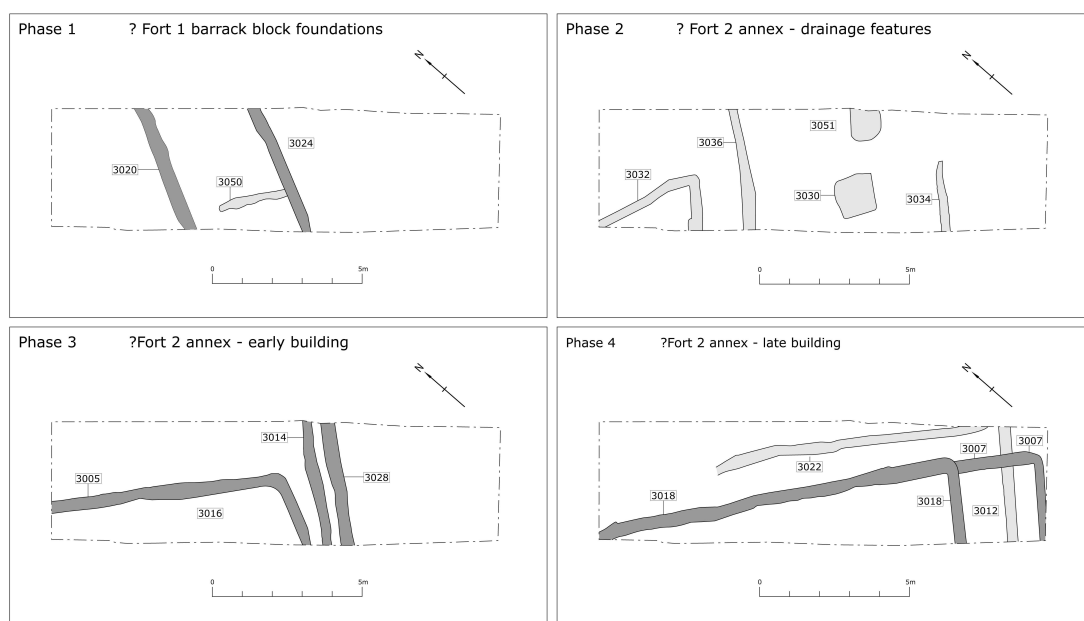 Phase 1 ? Fort 1 barrack block foundations
N
3024
3020
3050
0 5m
Phase 2 ? Fort 2 annex - drainage features
N
3051
3036
3032
3030
3034
0 5m
Phase 3 ?Fort 2 annex - early building
N
3014
3005
3028
3016
0 5m
Phase 4 ?Fort 2 annex - late building
N
3007
3007
3022
3018
3018
3012
0 5m